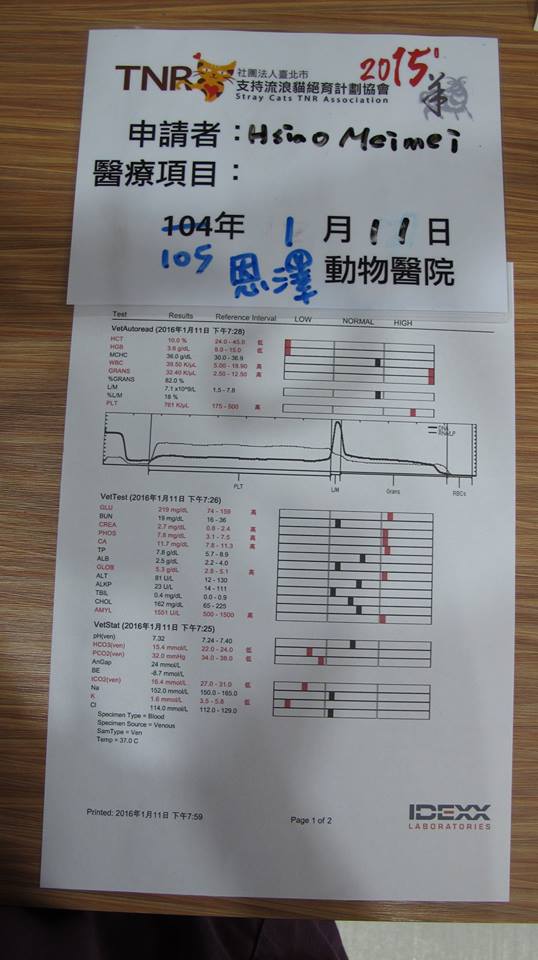 TNR 社團法人臺北市 2015' 羊
支持流浪貓絕育計劃協會
Stray Cats TNR Association
申請者：Hsiao Meimei
醫療項目：
104年 1 月 11 日
105 恩澤 動物醫院
Test Results Reference Interval LOW NORMAL HIGH
VetAutoread (2016年1月11日 下午7:28)
HCT 10.0 % 24.0 - 45.0 低
HGB 3.6 g/dL 8.0 - 15.0 低
MCHC 36.0 g/dL 30.0 - 36.9
WBC 39.50 K/µL 5.00 - 18.90 高
GRANS 32.40 K/µL 2.50 - 12.50 高
%GRANS 82.0 %
L/M 7.1 x10^9/L 1.5 - 7.8
%L/M 18 %
PLT 761 K/µL 175 - 500 高
DNA
RNA/LP
PLT L/M Grans RBCs
VetTest (2016年1月11日 下午7:26)
GLU 219 mg/dL 74 - 159 高
BUN 19 mg/dL 16 - 36
CREA 2.7 mg/dL 0.8 - 2.4 高
PHOS 7.8 mg/dL 3.1 - 7.5 高
CA 11.7 mg/dL 7.8 - 11.3 高
TP 7.8 g/dL 5.7 - 8.9
ALB 2.5 g/dL 2.2 - 4.0
GLOB 5.3 g/dL 2.8 - 5.1 高
ALT 81 U/L 12 - 130
ALKP 23 U/L 14 - 111
TBIL 0.4 mg/dL 0.0 - 0.9
CHOL 162 mg/dL 65 - 225
AMYL 1551 U/L 500 - 1500 高
VetStat (2016年1月11日 下午7:25)
pH(ven) 7.32 7.24 - 7.40
HCO3(ven) 15.4 mmol/L 22.0 - 24.0 低
PCO2(ven) 32.0 mmHg 34.0 - 38.0 低
AnGap 24 mmol/L
BE -8.7 mmol/L
tCO2(ven) 16.4 mmol/L 27.0 - 31.0 低
Na 152.0 mmol/L 150.0 - 165.0
K 1.6 mmol/L 3.5 - 5.8 低
Cl 114.0 mmol/L 112.0 - 129.0
Specimen Type = Blood
Specimen Source = Venous
SamType = Ven
Temp = 37.0 C
Printed: 2016年1月11日 下午7:59 Page 1 of 2
IDEXX
LABORATORIES